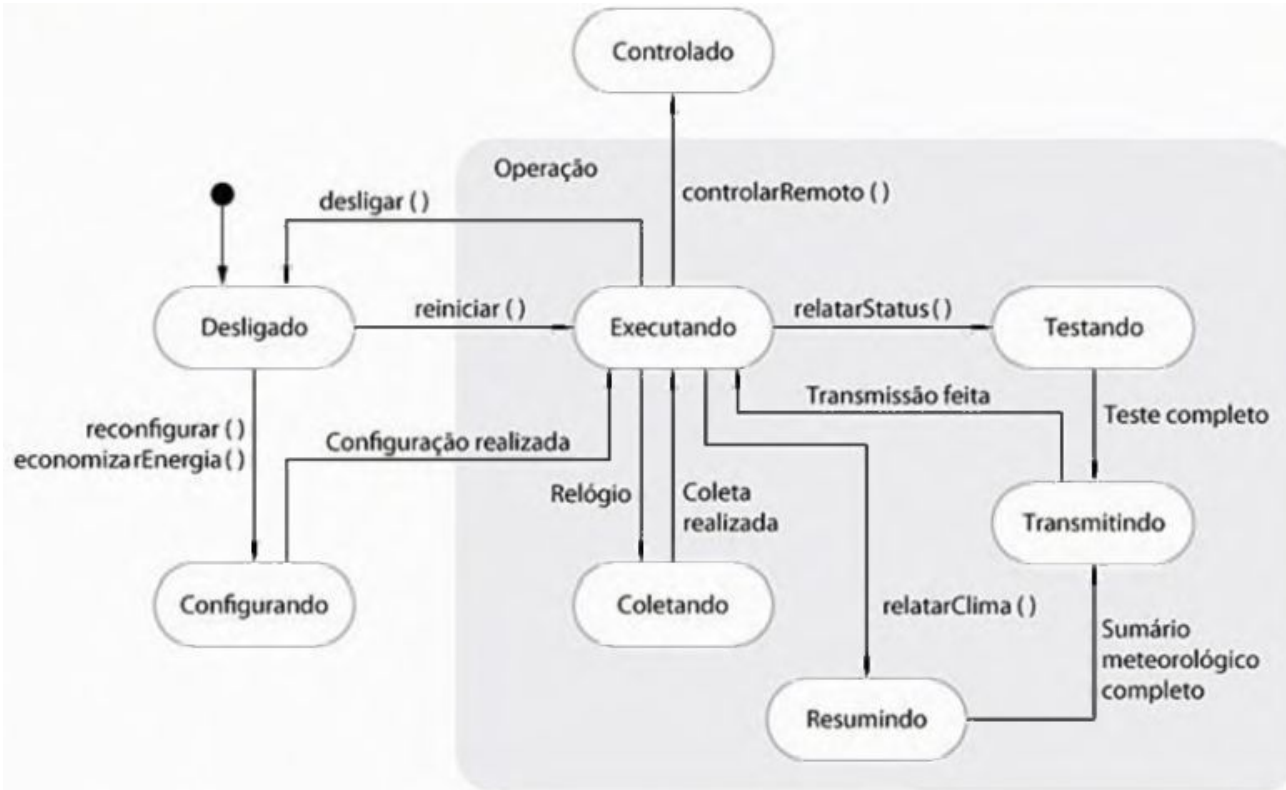 Controlado
Operação
desligar ( )
controlarRemoto ( )
Desligado
reiniciar ( )
Executando
relatarStatus ( )
Testando
Transmissão feita
Teste completo
reconfigurar ( )
economizarEnergia ( )
Configuração realizada
Relógio
Coleta
realizada
Transmitindo
Configurando
Coletando
relatarClima ( )
Sumário
meteorológico
completo
Resumindo